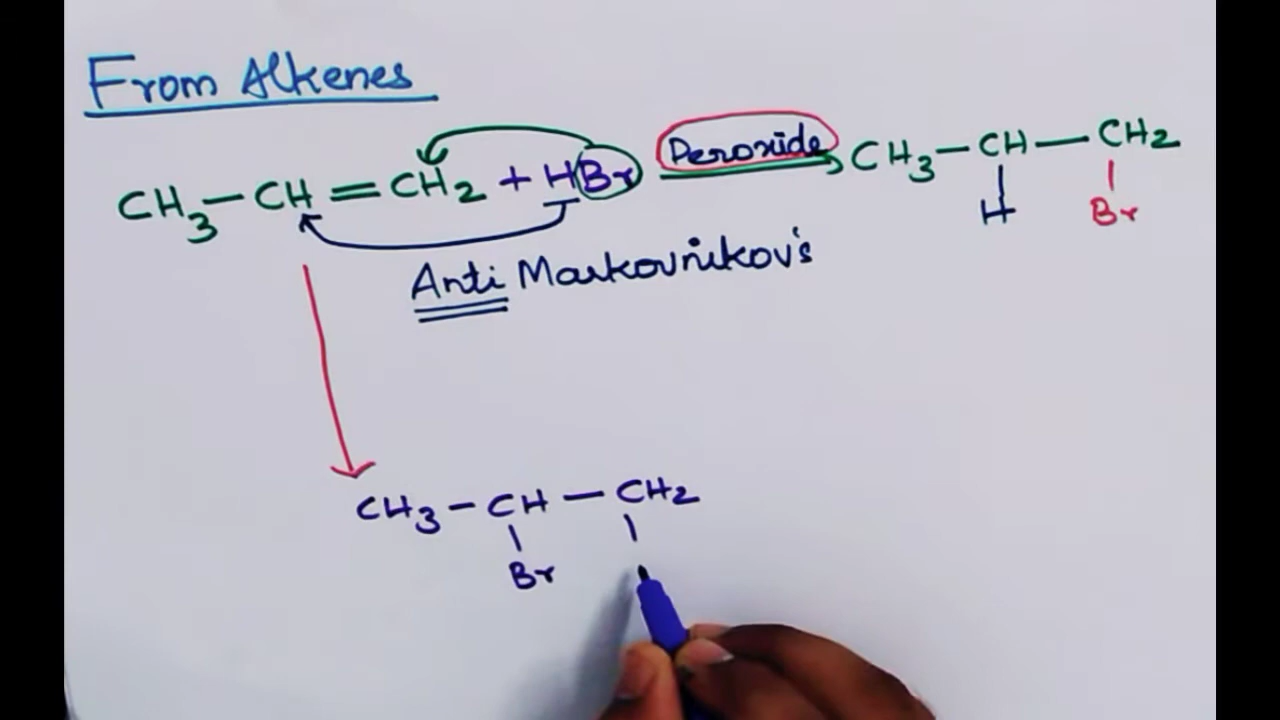 From Alkenes
CH3-CH=CH2 + HBr Peroxide CH3-CH-CH2
H Br
Anti Markovnikov's
CH3-CH-CH2
Br